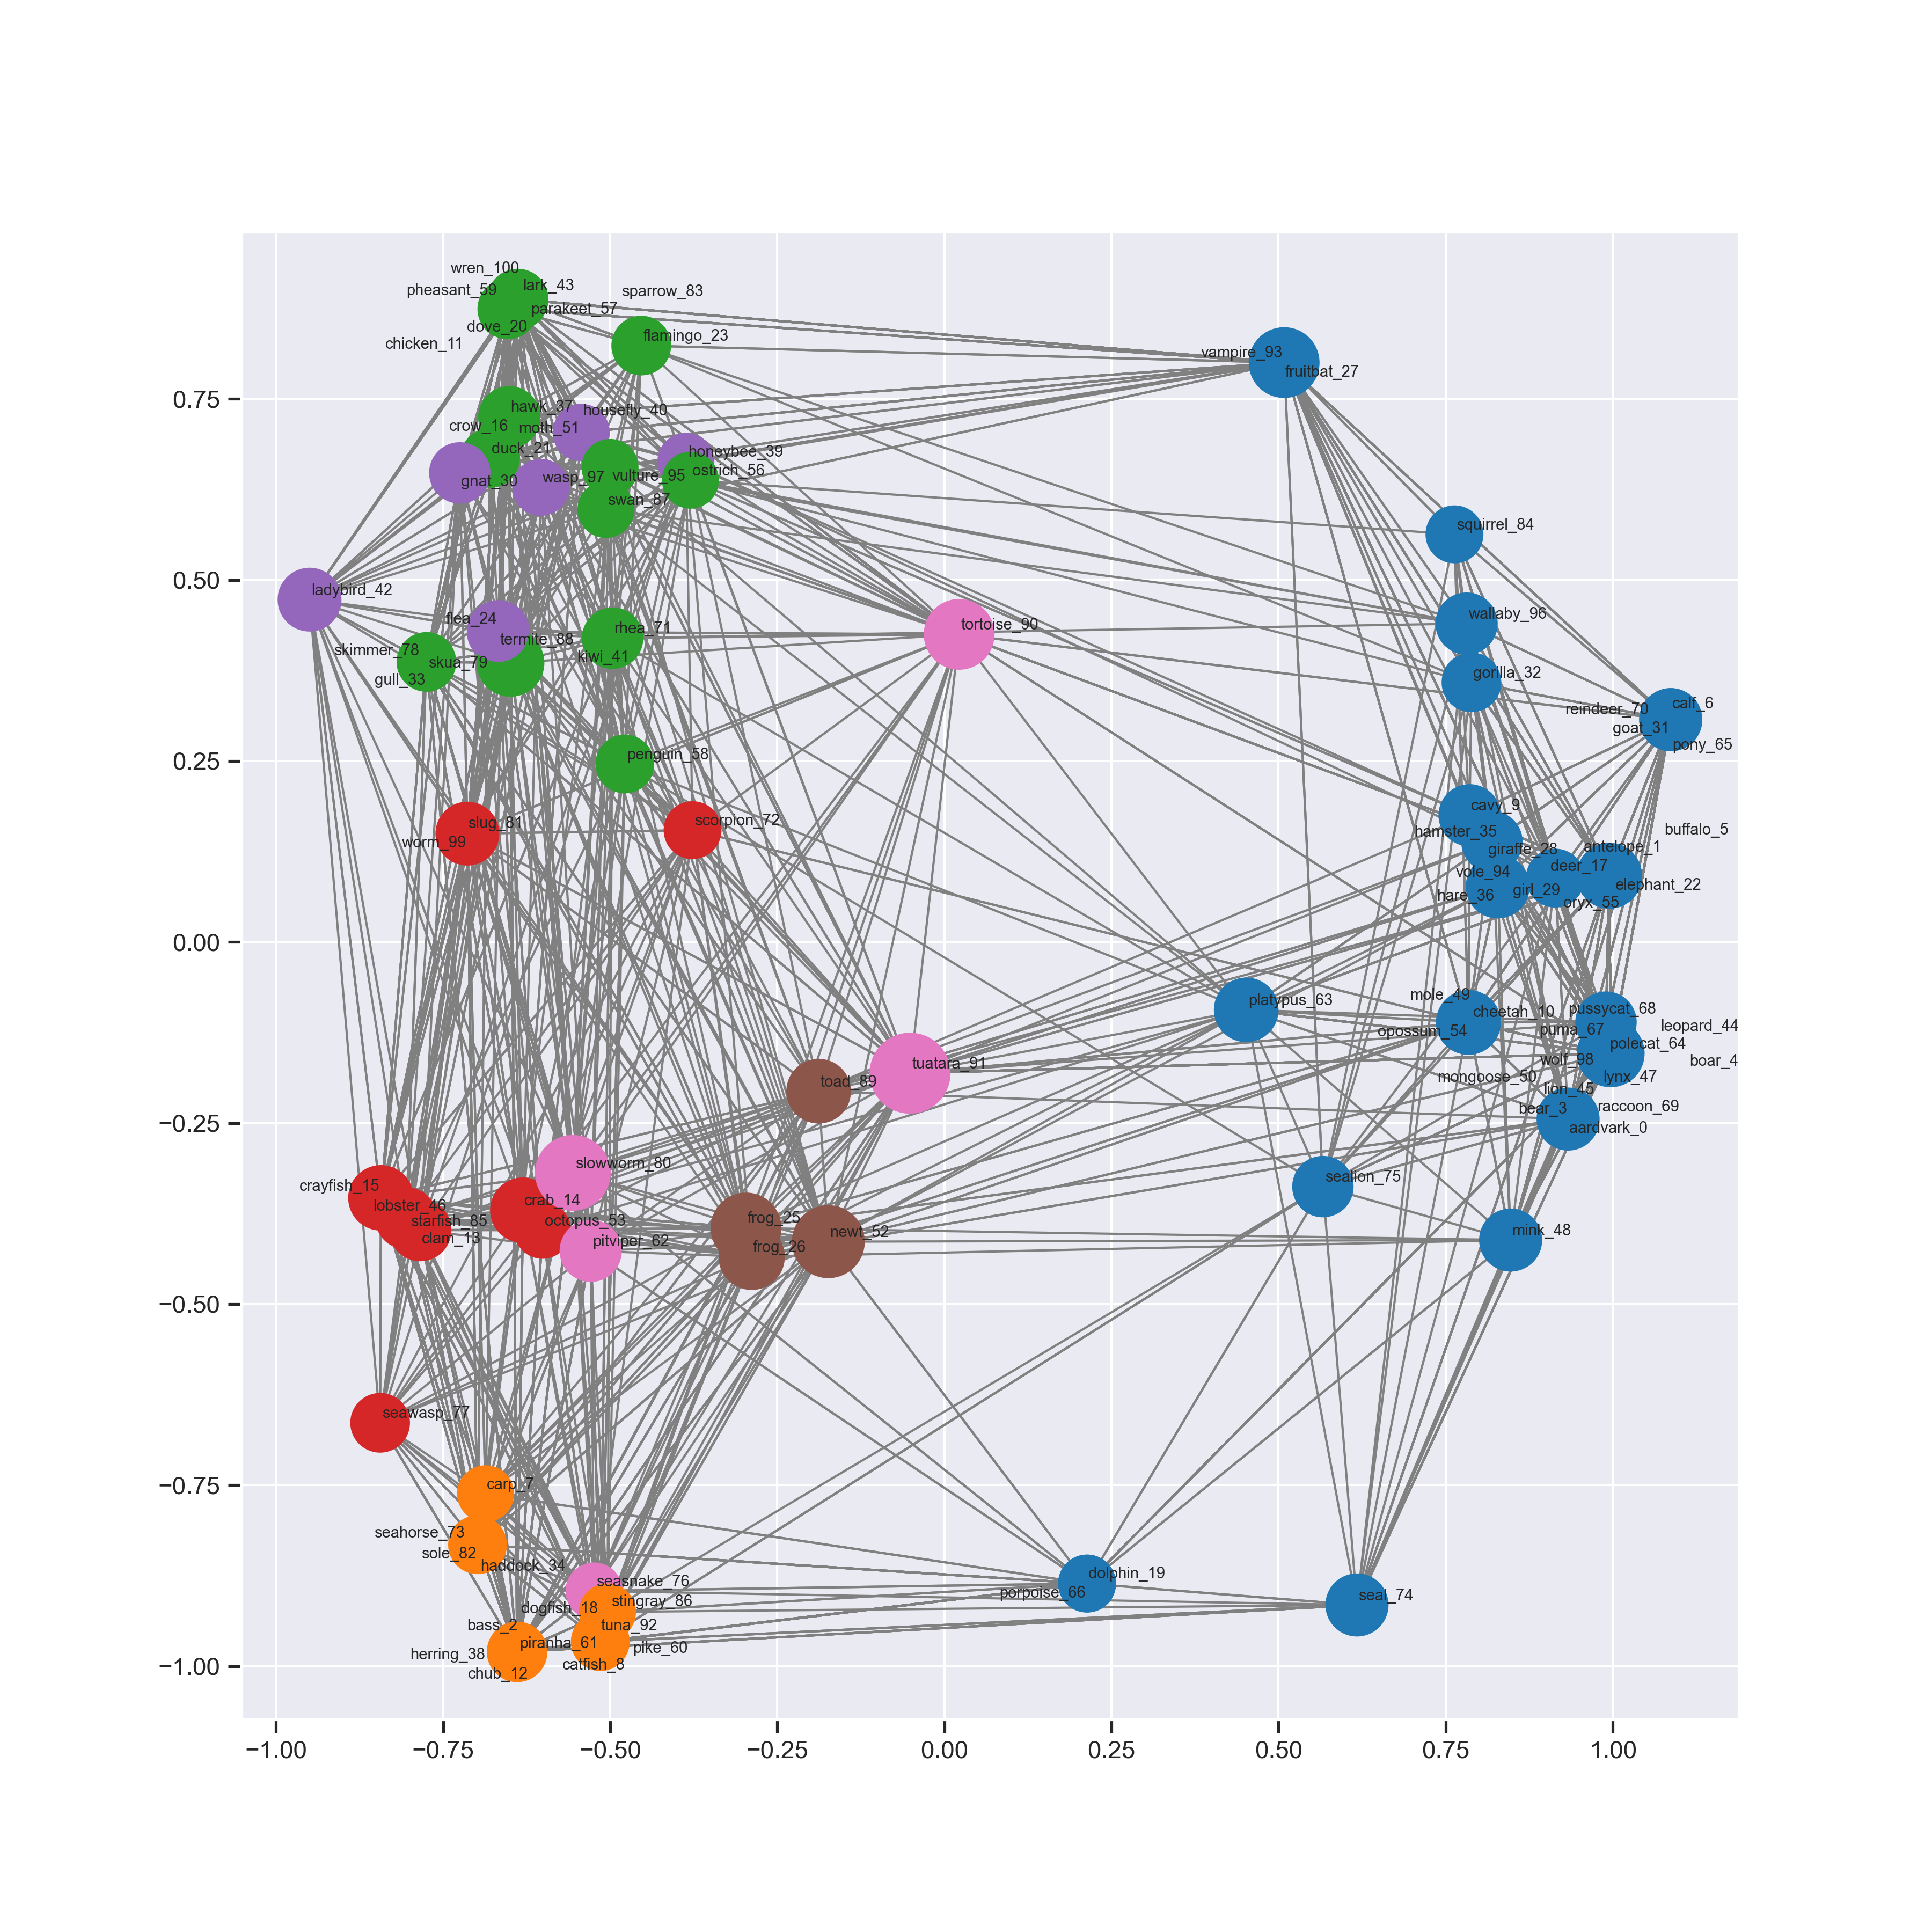 wren_100
lark_43
pheasant_59
sparrow_83
parakeet_57
dove_20
flamingo_23
chicken_11
vampire_93
fruitbat_27
0.75
hawk_37
housefly_40
crow_16
moth_51
duck_21
honeybee_39
ostrich_56
gnat_30
wasp_97
vulture_95
swan_87
squirrel_84
0.50
ladybird_42
flea_24
rhea_71
tortoise_90
wallaby_96
termite_88
skimmer_78
skua_79
kiwi_41
gull_33
gorilla_32
reindeer_70
calf_6
goat_31
pony_65
0.25
penguin_58
slug_81
scorpion_72
worm_99
cavy_9
hamster_35
buffalo_5
giraffe_28
antelope_1
vole_94
deer_17
hare_36
girl_29
elephant_22
oryx_55
0.00
platypus_63
mole_49
cheetah_10
pussycat_68
opossum_54
puma_67
leopard_44
polecat_64
wolf_98
boar_4
mongoose_50
lynx_47
lion_45
tuatara_91
toad_89
−0.25
bear_3
raccoon_69
aardvark_0
slowworm_80
sealion_75
crayfish_15
lobster_46
crab_14
starfish_85
octopus_53
clam_13
pitviper_62
frog_25
frog_26
newt_52
mink_48
−0.50
seawasp_77
−0.75
carp_7
seahorse_73
sole_82
haddock_34
seasnake_76
dolphin_19
porpoise_66
seal_74
dogfish_18
stingray_86
bass_2
tuna_92
piranha_61
pike_60
herring_38
catfish_8
chub_12
−1.00
−1.00 −0.75 −0.50 −0.25 0.00 0.25 0.50 0.75 1.00